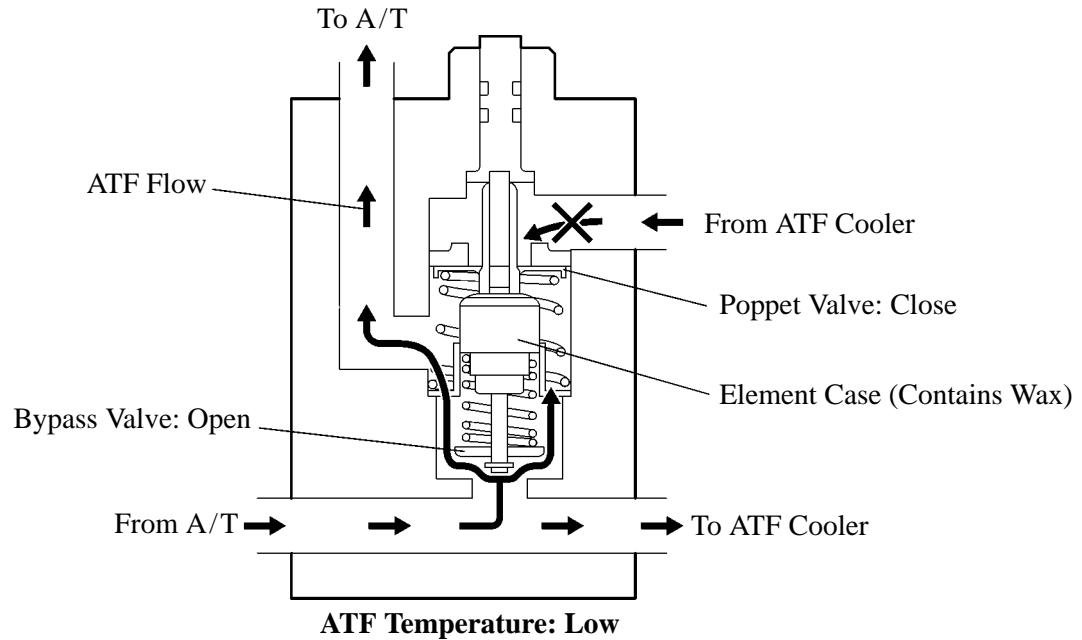 To A/T
ATF Flow
From ATF Cooler
Poppet Valve: Close
Element Case (Contains Wax)
Bypass Valve: Open
From A/T
To ATF Cooler
ATF Temperature: Low